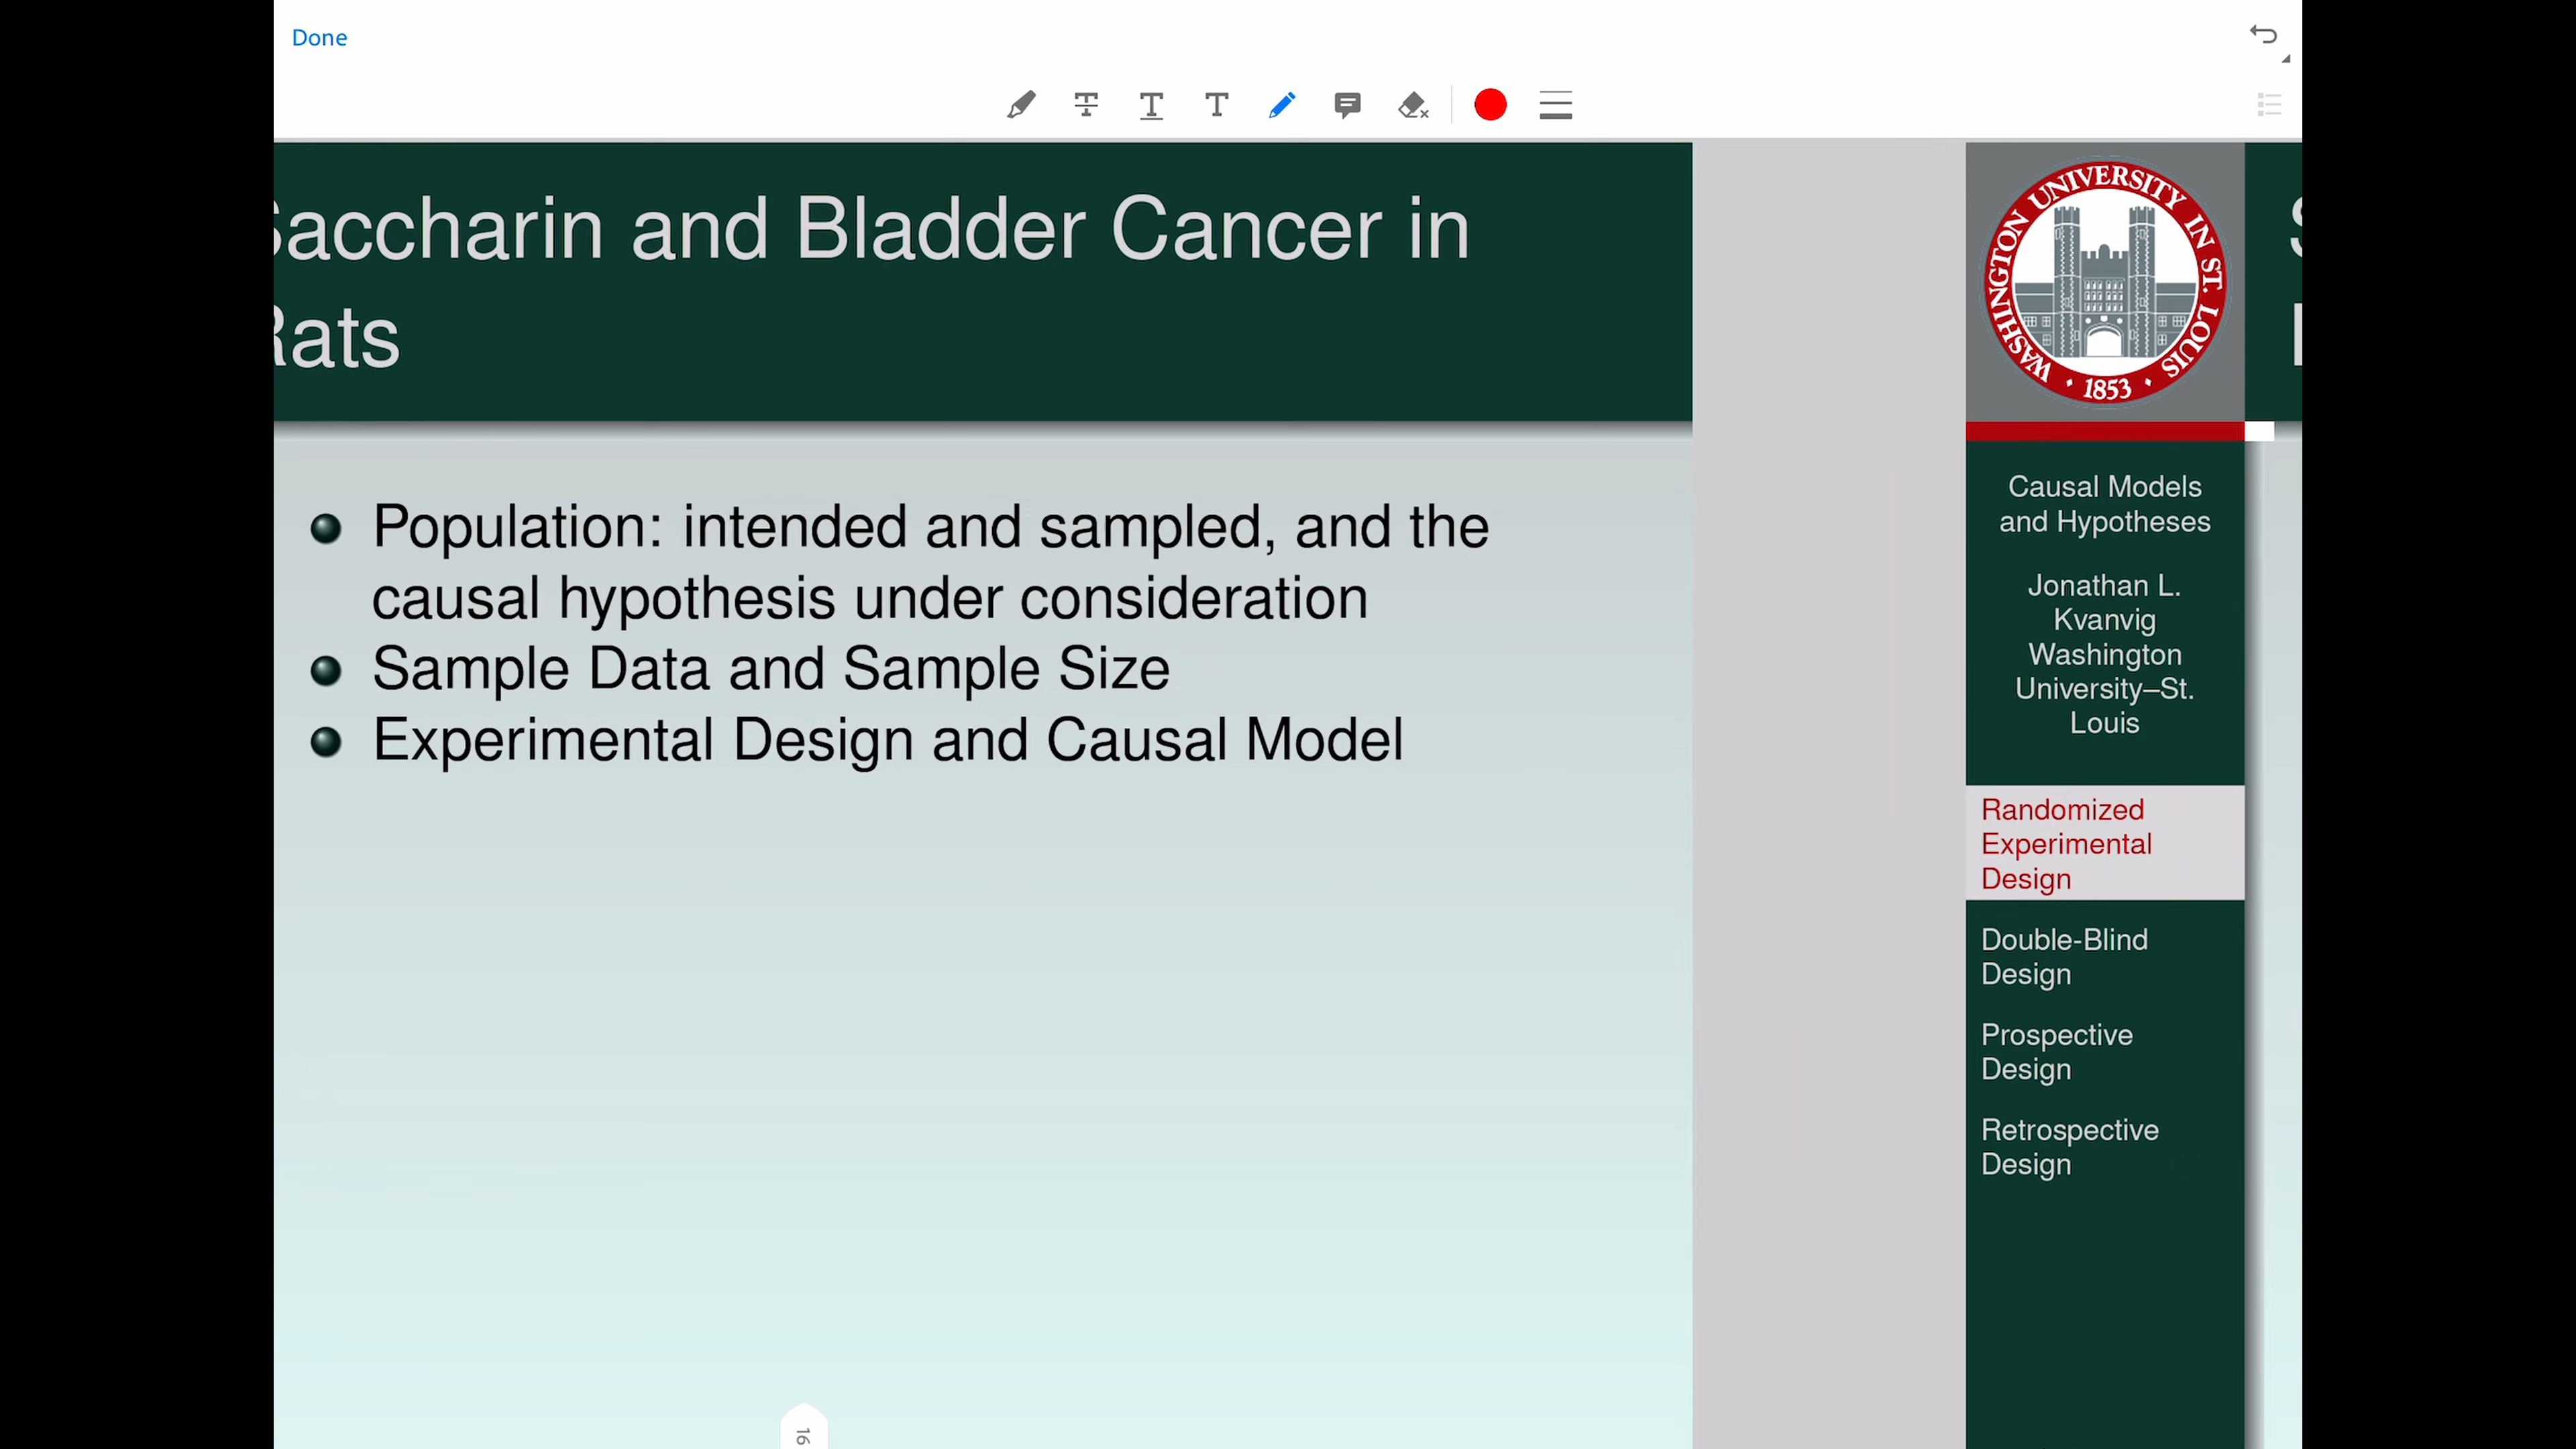 Done
Saccharin and Bladder Cancer in
Rats
Population: intended and sampled, and the
causal hypothesis under consideration
Sample Data and Sample Size
Experimental Design and Causal Model
16
WASHINGTON UNIVERSITY IN ST. LOUIS
1853
Causal Models
and Hypotheses
Jonathan L.
Kvanvig
Washington
University–St.
Louis
Randomized
Experimental
Design
Double-Blind
Design
Prospective
Design
Retrospective
Design